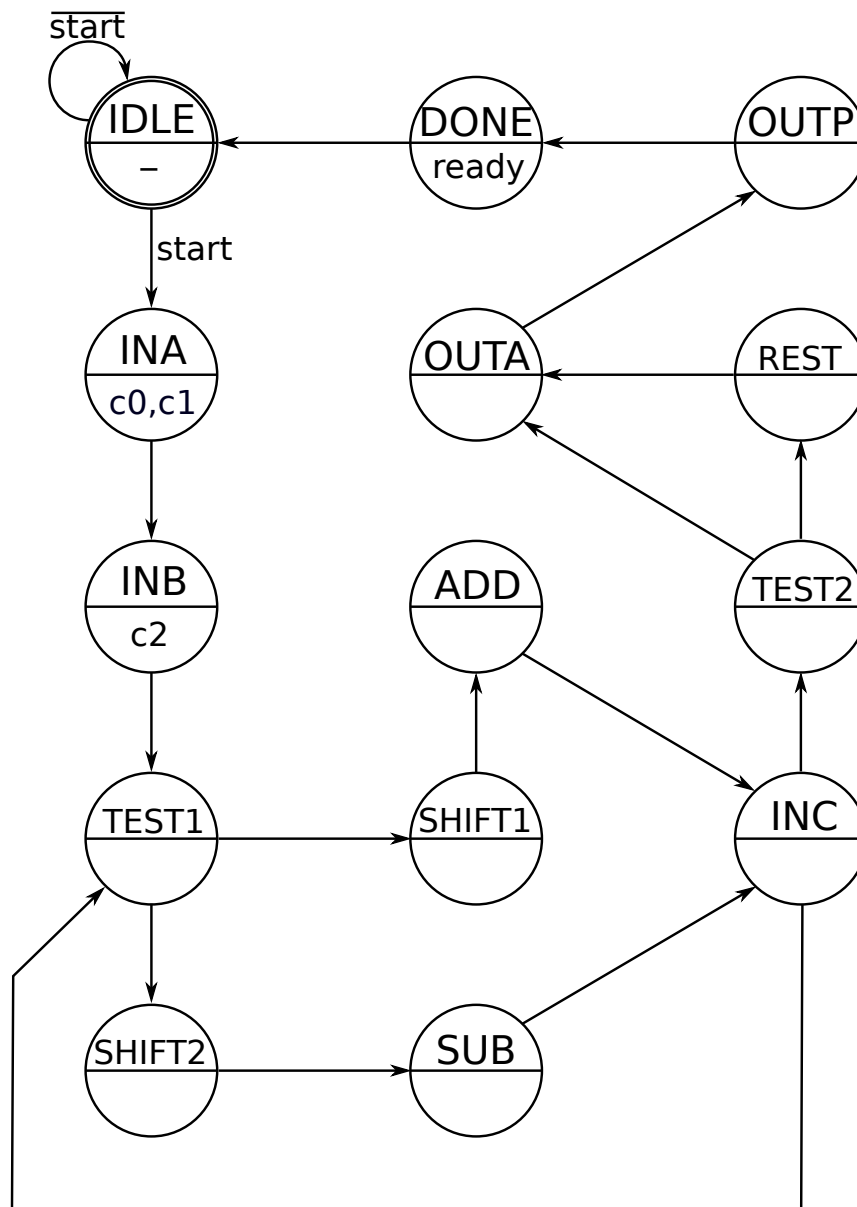 start
IDLE
–
DONE
ready
OUTP
start
INA
c0,c1
OUTA
REST
INB
c2
ADD
TEST2
TEST1
SHIFT1
INC
SHIFT2
SUB